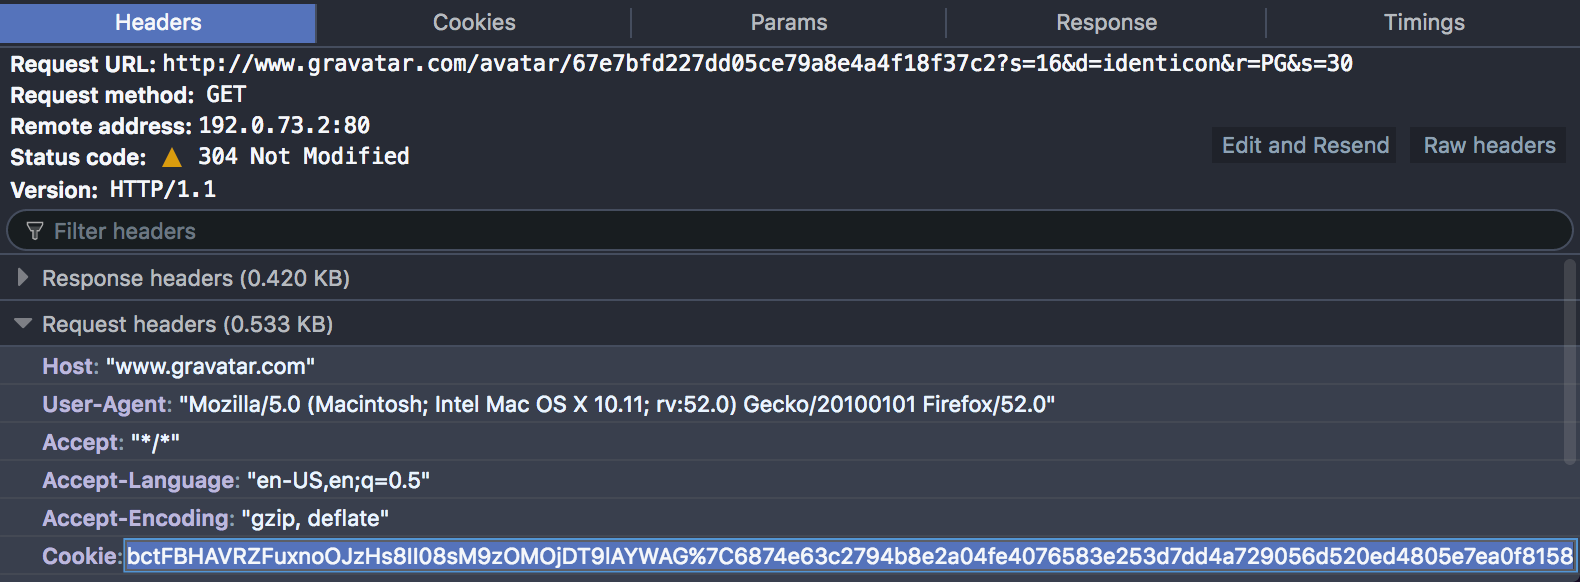 Headers Cookies Params Response Timings
Request URL: http://www.gravatar.com/avatar/67e7bfd227dd05ce79a8e4a4f18f37c2?s=16&d=identicon&r=PG&s=30
Request method: GET
Remote address: 192.0.73.2:80
Status code: 304 Not Modified
Edit and Resend Raw headers
Version: HTTP/1.1
Filter headers
Response headers (0.420 KB)
Request headers (0.533 KB)
Host: "www.gravatar.com"
User-Agent: "Mozilla/5.0 (Macintosh; Intel Mac OS X 10.11; rv:52.0) Gecko/20100101 Firefox/52.0"
Accept: "*/*"
Accept-Language: "en-US,en;q=0.5"
Accept-Encoding: "gzip, deflate"
Cookie: bctFBHAVRZFuxnoOJzHs8II08sM9zOMOjDT9lAYWAG%7C6874e63c2794b8e2a04fe4076583e253d7dd4a729056d520ed4805e7ea0f8158